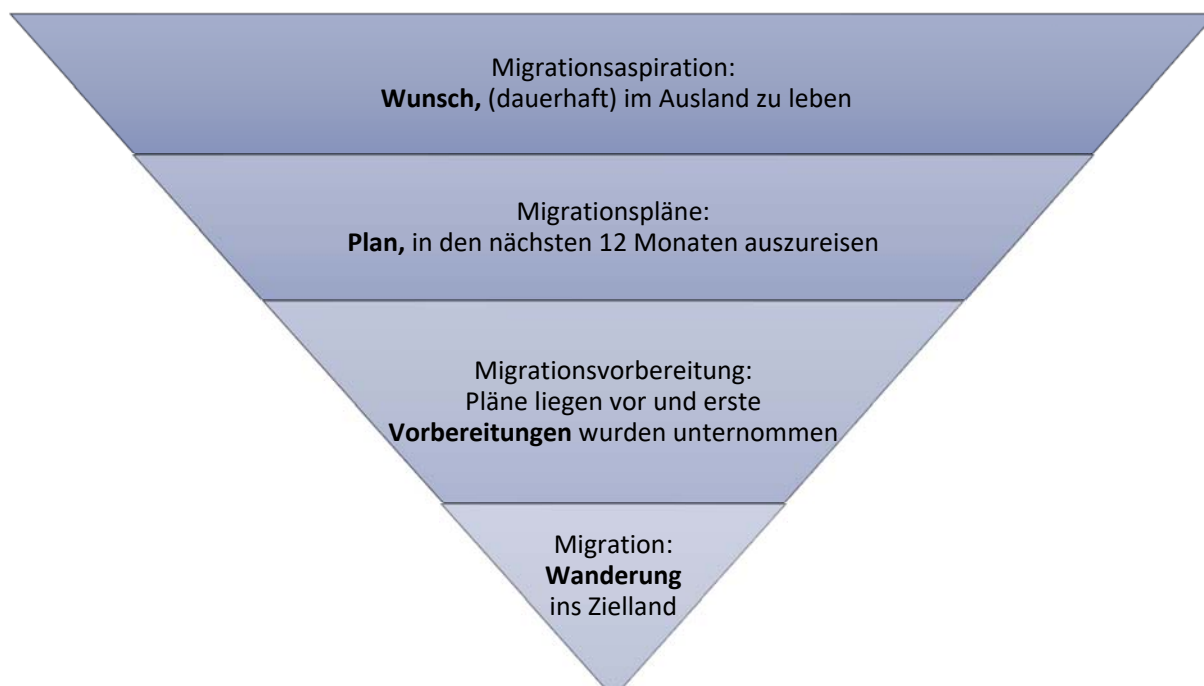 Migrationsaspiration:
Wunsch, (dauerhaft) im Ausland zu leben
Migrationspläne:
Plan, in den nächsten 12 Monaten auszureisen
Migrationsvorbereitung:
Pläne liegen vor und erste
Vorbereitungen wurden unternommen
Migration:
Wanderung
ins Zielland